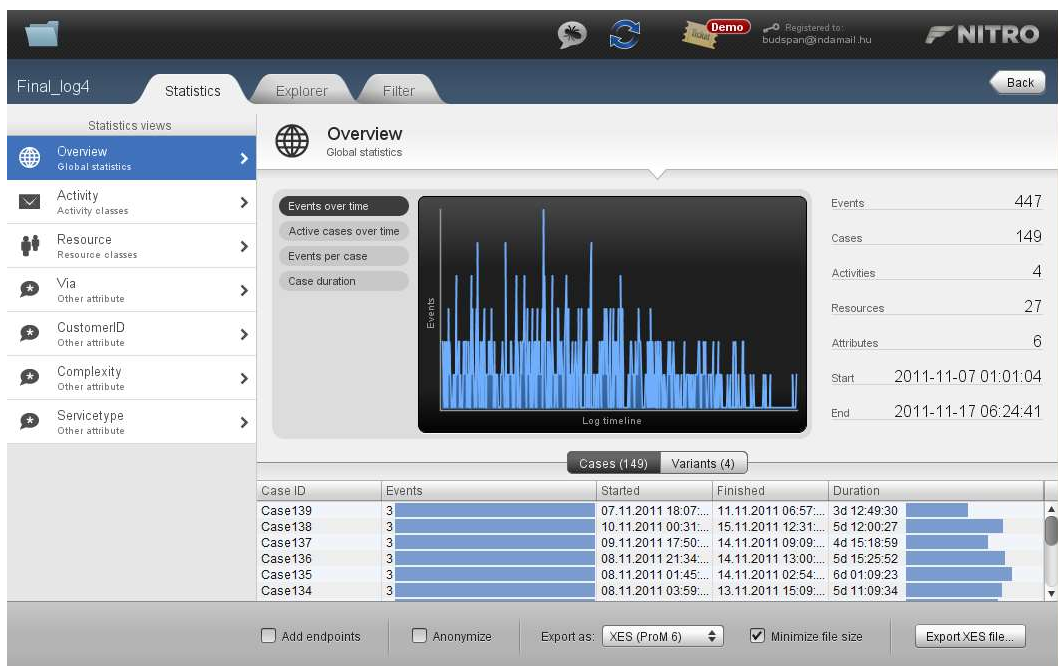 Ticket
Demo
Registered to:
budspan@indamail.hu
NITRO
Final_log4
Statistics
Explorer
Filter
Back
Statistics views
Overview
Global statistics
Activity
Activity classes
Resource
Resource classes
Via
Other attribute
CustomerID
Other attribute
Complexity
Other attribute
Servicetype
Other attribute
Overview
Global statistics
Events over time
Active cases over time
Events per case
Case duration
Events
Log timeline
Events 447
Cases 149
Activities 4
Resources 27
Attributes 6
Start 2011-11-07 01:01:04
End 2011-11-17 06:24:41
Cases (149) Variants (4)
Case ID Events Started Finished Duration
Case139 3 07.11.2011 18:07:... 11.11.2011 06:57:... 3d 12:49:30
Case138 3 10.11.2011 00:31:... 15.11.2011 12:31:... 5d 12:00:27
Case137 3 09.11.2011 17:50:... 14.11.2011 09:09:... 4d 15:18:59
Case136 3 08.11.2011 21:34:... 14.11.2011 13:00:... 5d 15:25:52
Case135 3 08.11.2011 01:45:... 14.11.2011 02:54:... 6d 01:09:23
Case134 3 08.11.2011 03:59:... 13.11.2011 15:09:... 5d 11:09:34
Add endpoints
Anonymize
Export as: XES (ProM 6)
Minimize file size
Export XES file...